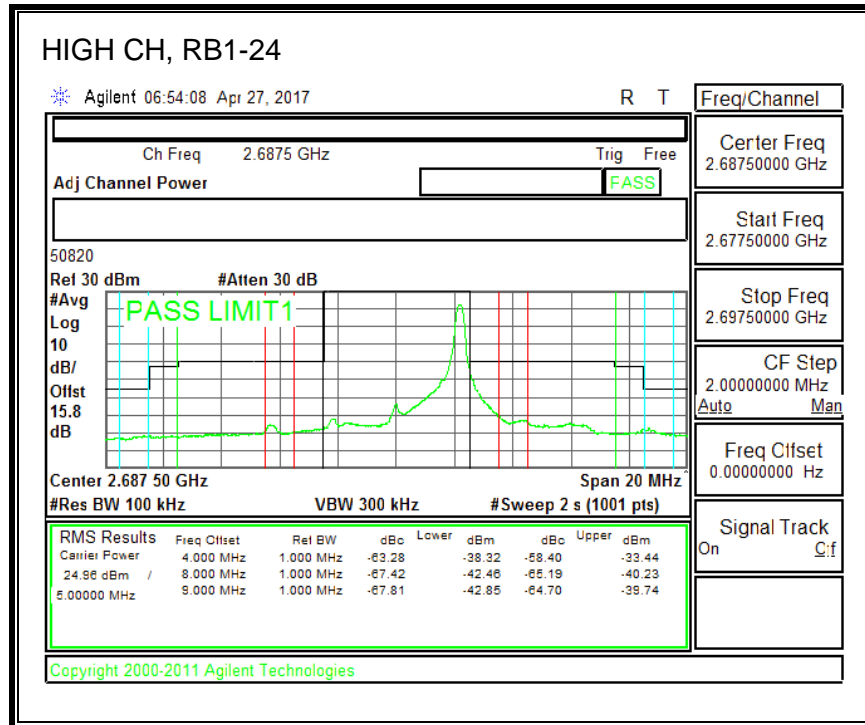 HIGH CH, RB1-24
Agilent 06:54:08 Apr 27, 2017 R T
Freq/Channel
Ch Freq 2.6875 GHz Trig Free
Adj Channel Power PASS
Center Freq
2.68750000 GHz
Start Freq
2.67750000 GHz
Stop Freq
2.69750000 GHz
CF Step
2.00000000 MHz
Auto Man
Freq Offset
0.00000000 Hz
Signal Track
On Off
50820
Ref 30 dBm #Atten 30 dB
#Avg
Log
10
dB/
Offst
15.8
dB
PASS LIMIT1
Center 2.687 50 GHz Span 20 MHz
#Res BW 100 kHz VBW 300 kHz #Sweep 2 s (1001 pts)
RMS Results Freq Offset Ref BW dBc Lower dBm dBc Upper dBm
Carrier Power 4.000 MHz 1.000 MHz -63.28 -38.32 -58.40 -33.44
24.96 dBm / 8.000 MHz 1.000 MHz -67.42 -42.46 -65.19 -40.23
5.00000 MHz 9.000 MHz 1.000 MHz -67.81 -42.85 -64.70 -39.74
Copyright 2000-2011 Agilent Technologies